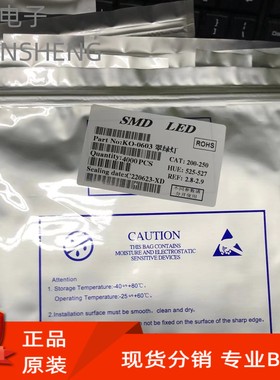 电子
NSHENG
SMD LED
ROHS
Part No:KO-0603 翠绿灯
CAT: 200-250
HUE: 525-527
Quantity:4000 PCS
REF: 2.8-2.9
Sealing date:C220623-XD
CAUTION
THIS BAG CONTAINS
MOISTURE AND ELECTROSTATIC
SENSITIVE DEVICES
Attention
1. Storage Temperature:-40~+80℃
Operating Temperature:-25~+60℃
2.Installation surface must be smooth, clean and dry.
not be fixed on the surface of the sharp edge.
正品
原装
现货分销 专业B